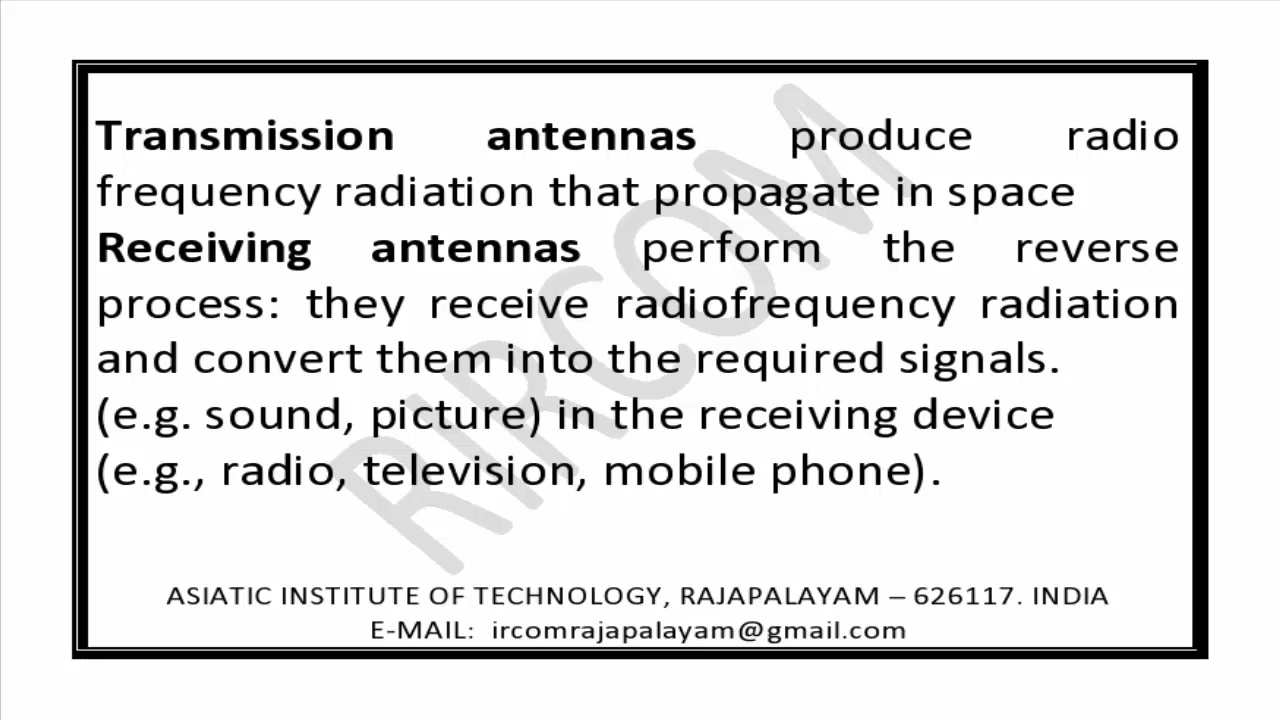 Transmission antennas produce radio
frequency radiation that propagate in space
Receiving antennas perform the reverse
process: they receive radiofrequency radiation
and convert them into the required signals.
(e.g. sound, picture) in the receiving device
(e.g., radio, television, mobile phone).
RIRCOM
ASIATIC INSTITUTE OF TECHNOLOGY, RAJAPALAYAM – 626117. INDIA
E-MAIL: ircomrajapalayam@gmail.com